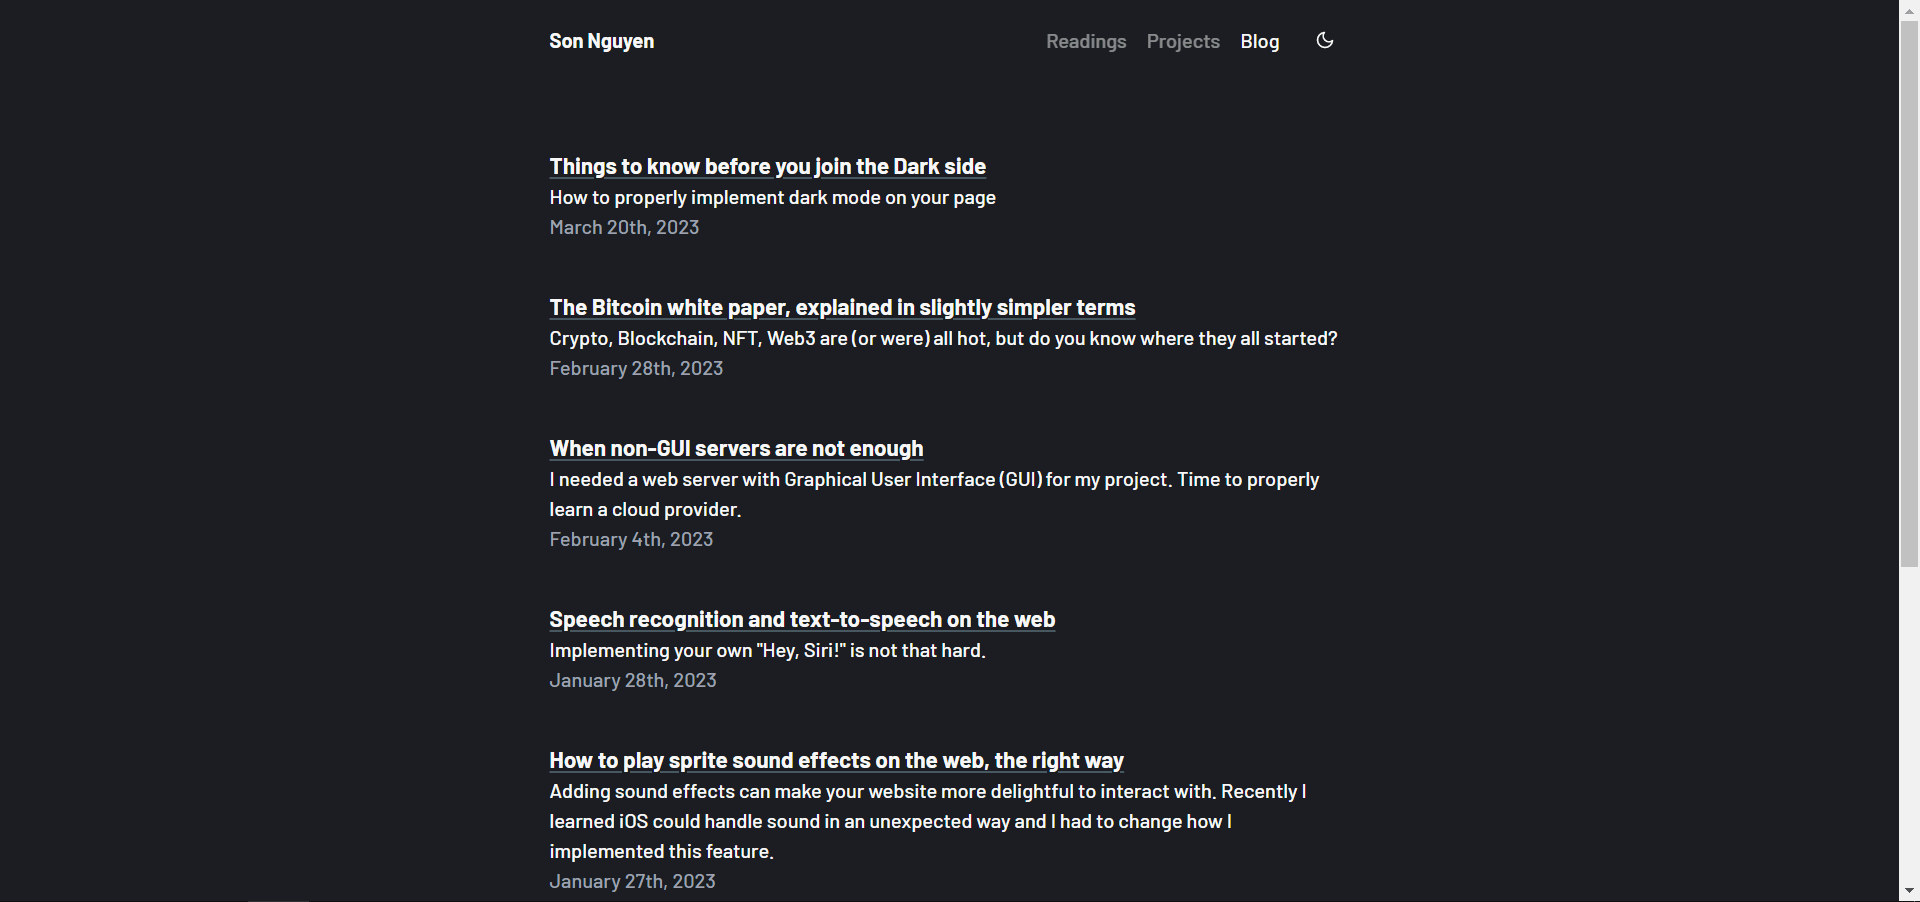 Son Nguyen
Readings Projects Blog
Things to know before you join the Dark side
How to properly implement dark mode on your page
March 20th, 2023
The Bitcoin white paper, explained in slightly simpler terms
Crypto, Blockchain, NFT, Web3 are (or were) all hot, but do you know where they all started?
February 28th, 2023
When non-GUI servers are not enough
I needed a web server with Graphical User Interface (GUI) for my project. Time to properly
learn a cloud provider.
February 4th, 2023
Speech recognition and text-to-speech on the web
Implementing your own "Hey, Siri!" is not that hard.
January 28th, 2023
How to play sprite sound effects on the web, the right way
Adding sound effects can make your website more delightful to interact with. Recently I
learned iOS could handle sound in an unexpected way and I had to change how I
implemented this feature.
January 27th, 2023